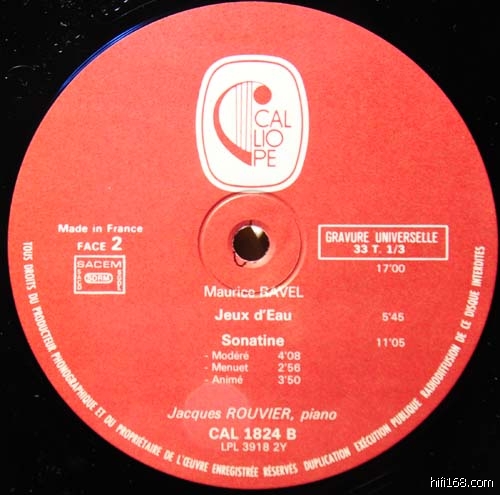 CAL
LIO
PE
Made in France
FACE 2
SACEM
SACD SDRM SGDL
GRAVURE UNIVERSELLE
33 T. 1/3
17'00
Maurice RAVEL
Jeux d'Eau 5'45
Sonatine 11'05
- Modéré 4'08
- Menuet 2'56
- Animé 3'50
Jacques ROUVIER, piano
CAL 1824 B
LPL 3918 2Y
TOUS DROITS DU PRODUCTEUR PHONOGRAPHIQUE ET DU PROPRIETAIRE DE L'ŒUVRE ENREGISTRÉE RÉSERVÉS DUPLICATION EXÉCUTION PUBLIQUE RADIODIFFUSION DE CE DISQUE INTERDITES
hifi168.com